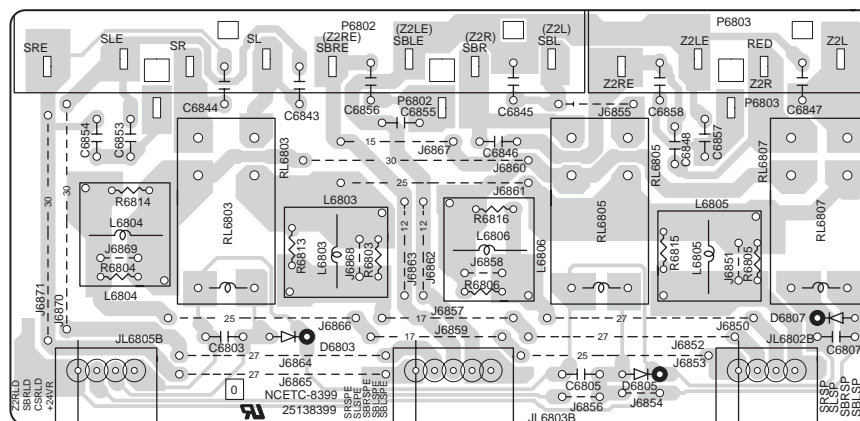 P6802
P6803
SRE
SLE
SR
SL
(Z2RE)
SBRE
(Z2LE)
SBLE
(Z2R)
SBR
(Z2L)
SBL
Z2RE
Z2LE
RED
Z2R
Z2L
C6844
C6843
C6856
P6802
C6855
C6845
J6855
C6858
P6803
C6847
C6854
C6853
RL6803
15
J6867
C6846
30
J6860
25
J6861
RL6805
C6848
C6857
RL6807
30
30
R6814
L6804
J6869
R6804
L6804
RL6803
L6803
R6813
L6803
J6868
R6803
12
12
J6863
J6862
R6816
L6806
J6858
R6806
L6806
RL6805
L6805
R6815
L6805
J6851
R6805
RL6807
J6871
J6870
25
J6866
17
J6857
27
J6850
D6807
JL6805B
C6803
D6803
17
J6859
27
J6852
JL6802B
C6807
27
J6864
25
J6853
27
J6865
C6805
D6805
J6856
J6854
JL6803B
Z2RLD
SBRLD
CSRLD
+24VR
0
NCETC-8399
25138399
SRSPE
SLSPE
SBRSPE
SBLSPE
SRSP
SLSP
SBRSP
SBLSP